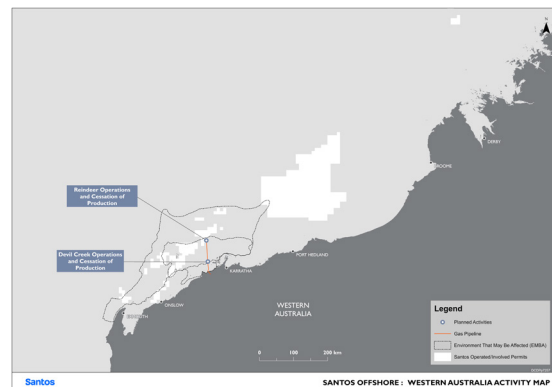 N
DERBY
BROOME
Reindeer Operations
and Cessation of
Production
Devil Creek Operations
and Cessation of
Production
PORT HEDLAND
KARRATHA
ONSLOW
EXMOUTH
WESTERN
AUSTRALIA
0 100 200 km
Legend
Planned Activities
Gas Pipeline
Environment That May Be Affected (EMBA)
Santos Operated/Involved Permits
Santos
SANTOS OFFSHORE : WESTERN AUSTRALIA ACTIVITY MAP